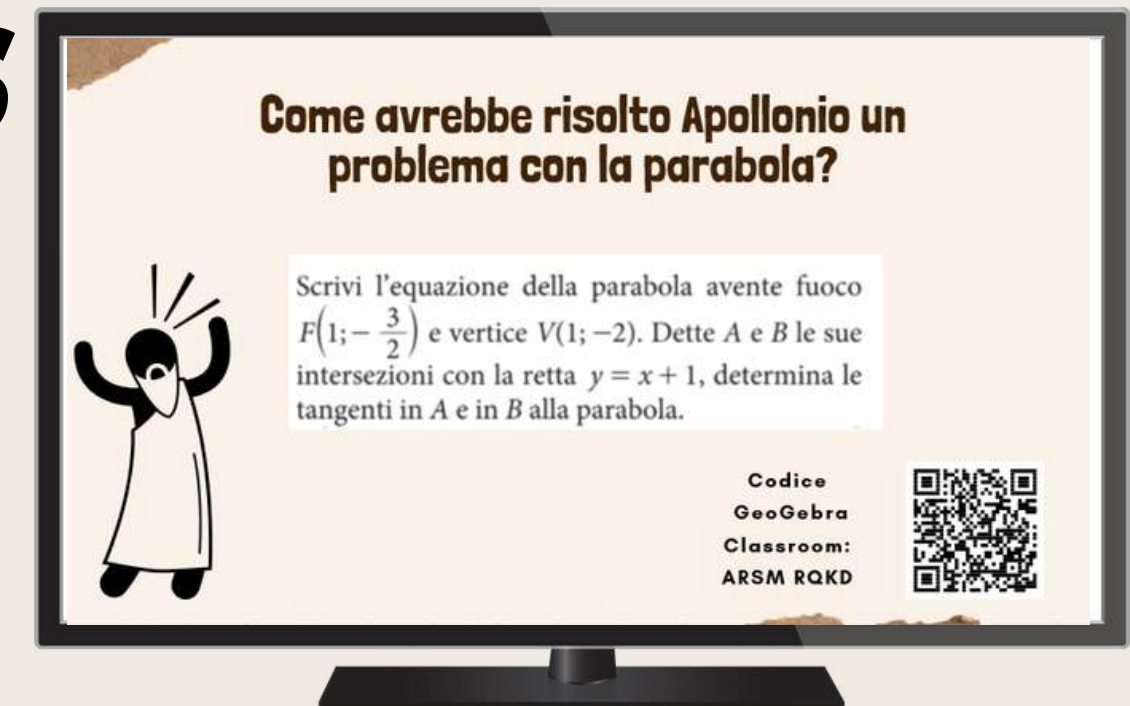 Come avrebbe risolto Apollonio un
problema con la parabola?
Scrivi l'equazione della parabola avente fuoco
F(1; -3/2) e vertice V(1; -2). Dette A e B le sue
intersezioni con la retta y = x + 1, determina le
tangenti in A e in B alla parabola.
Codice
GeoGebra
Classroom:
ARSM RQKD